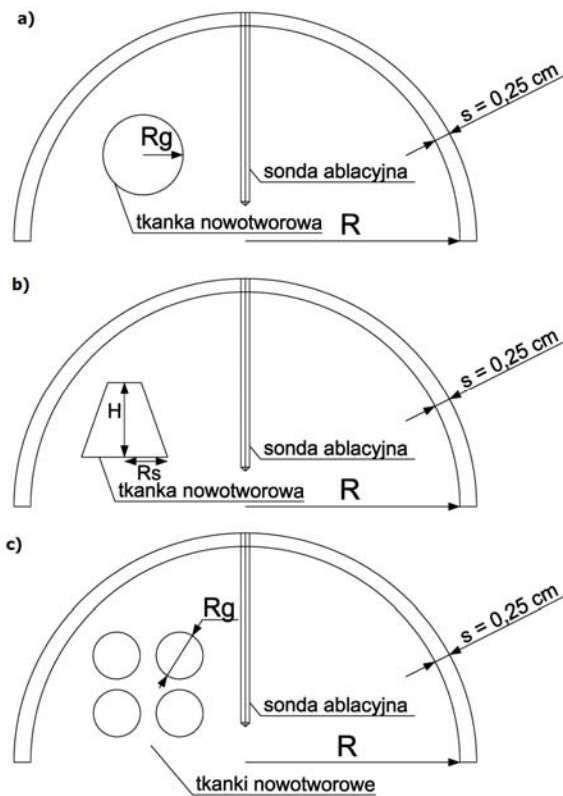 a)
s = 0,25 cm
Rg
sonda ablacyjna
tkanka nowotworowa
R
b)
s = 0,25 cm
H
Rs
sonda ablacyjna
tkanka nowotworowa
R
c)
s = 0,25 cm
Rg
sonda ablacyjna
R
tkanki nowotworowe